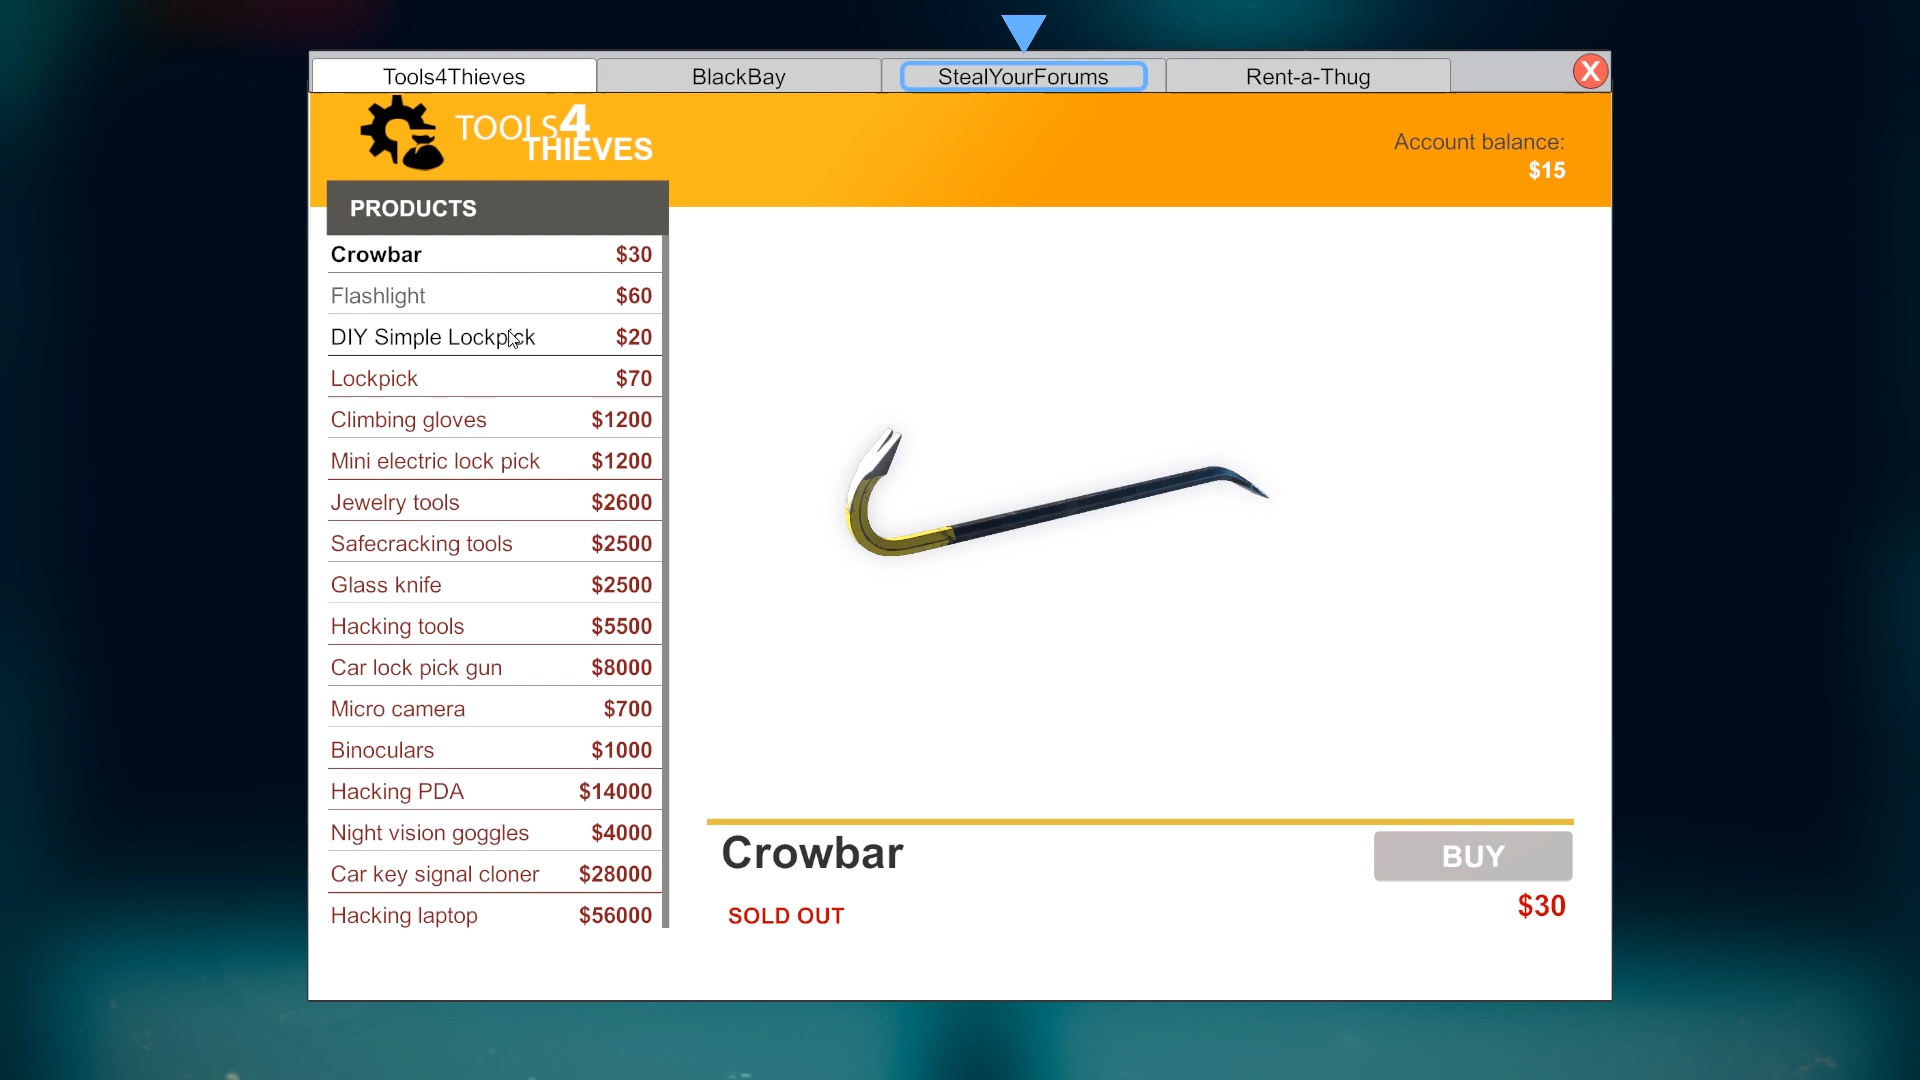 Tools4Thieves BlackBay StealYourForums Rent-a-Thug X
TOOLS4
THIEVES
Account balance:
$15
PRODUCTS
Crowbar $30
Flashlight $60
DIY Simple Lockpick $20
Lockpick $70
Climbing gloves $1200
Mini electric lock pick $1200
Jewelry tools $2600
Safecracking tools $2500
Glass knife $2500
Hacking tools $5500
Car lock pick gun $8000
Micro camera $700
Binoculars $1000
Hacking PDA $14000
Night vision goggles $4000
Car key signal cloner $28000
Hacking laptop $56000
Crowbar
BUY
SOLD OUT
$30